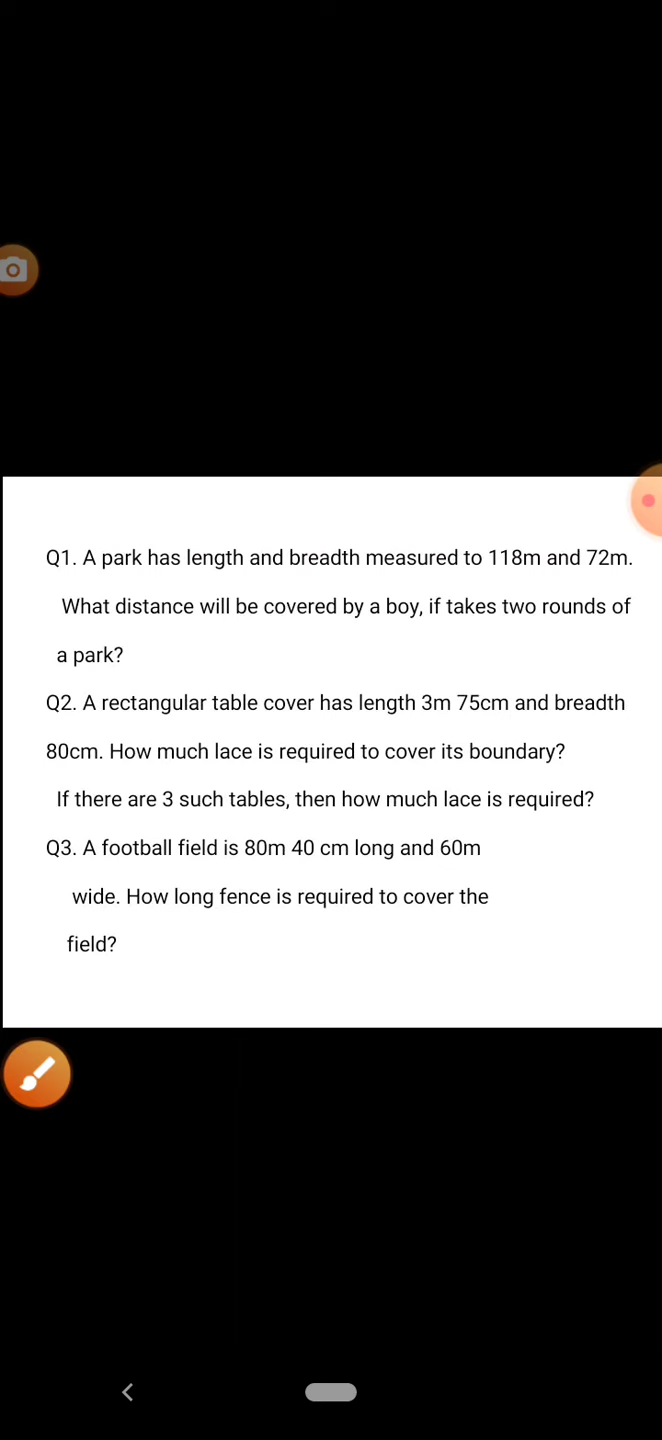 Q1. A park has length and breadth measured to 118m and 72m.
What distance will be covered by a boy, if takes two rounds of
a park?
Q2. A rectangular table cover has length 3m 75cm and breadth
80cm. How much lace is required to cover its boundary?
If there are 3 such tables, then how much lace is required?
Q3. A football field is 80m 40 cm long and 60m
wide. How long fence is required to cover the
field?